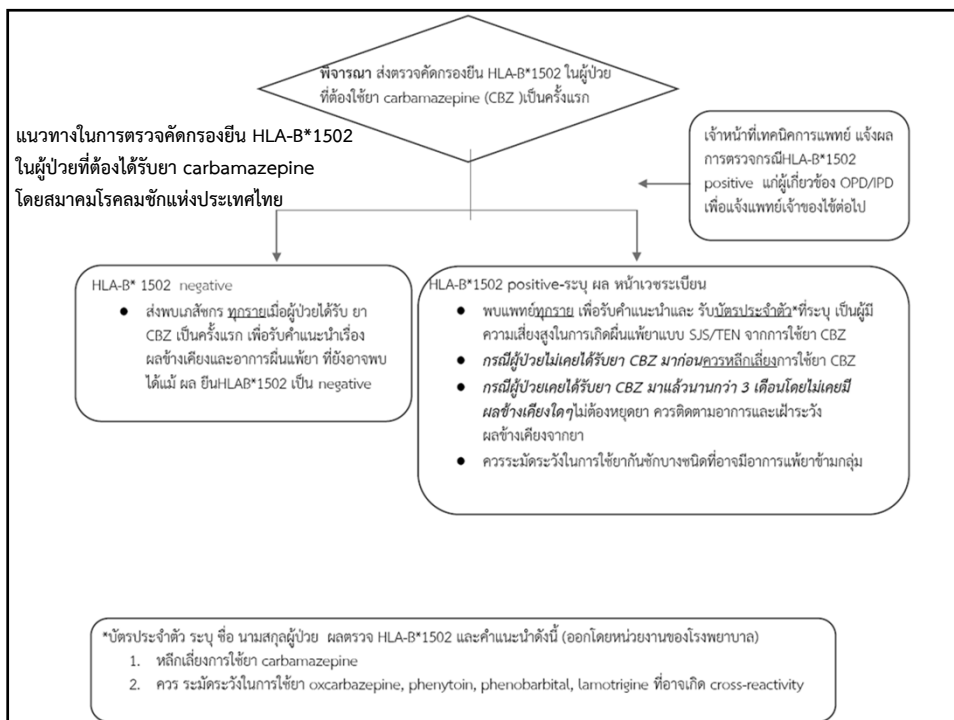 พิจารณา ส่งตรวจคัดกรองยีน HLA-B*1502 ในผู้ป่วย
ที่ต้องใช้ยา carbamazepine (CBZ )เป็นครั้งแรก
แนวทางในการตรวจคัดกรองยีน HLA-B*1502
ในผู้ป่วยที่ต้องได้รับยา carbamazepine
โดยสมาคมโรคลมชักแห่งประเทศไทย
เจ้าหน้าที่เทคนิคการแพทย์ แจ้งผล
การตรวจกรณีHLA-B*1502
positive แก่ผู้เกี่ยวข้อง OPD/IPD
เพื่อแจ้งแพทย์เจ้าของไข้ต่อไป
HLA-B* 1502 negative
● ส่งพบเภสัชกร ทุกรายเมื่อผู้ป่วยได้รับ ยา
CBZ เป็นครั้งแรก เพื่อรับคำแนะนำเรื่อง
ผลข้างเคียงและอาการผื่นแพ้ยา ที่ยังอาจพบ
ได้แม้ ผล ยีนHLAB*1502 เป็น negative
HLA-B*1502 positive-ระบุ ผล หน้าเวชระเบียน
● พบแพทย์ทุกราย เพื่อรับคำแนะนำและ รับบัตรประจำตัว*ที่ระบุ เป็นผู้มี
ความเสี่ยงสูงในการเกิดผื่นแพ้ยาแบบ SJS/TEN จากการใช้ยา CBZ
● กรณีผู้ป่วยไม่เคยได้รับยา CBZ มาก่อนควรหลีกเลี่ยงการใช้ยา CBZ
● กรณีผู้ป่วยเคยได้รับยา CBZ มาแล้วนานกว่า 3 เดือนโดยไม่เคยมี
ผลข้างเคียงใดๆไม่ต้องหยุดยา ควรติดตามอาการและเฝ้าระวัง
ผลข้างเคียงจากยา
● ควรระมัดระวังในการใช้ยากันชักบางชนิดที่อาจมีอาการแพ้ยาข้ามกลุ่ม
*บัตรประจำตัว ระบุ ชื่อ นามสกุลผู้ป่วย ผลตรวจ HLA-B*1502 และคำแนะนำดังนี้ (ออกโดยหน่วยงานของโรงพยาบาล)
1. หลีกเลี่ยงการใช้ยา carbamazepine
2. ควร ระมัดระวังในการใช้ยา oxcarbazepine, phenytoin, phenobarbital, lamotrigine ที่อาจเกิด cross-reactivity